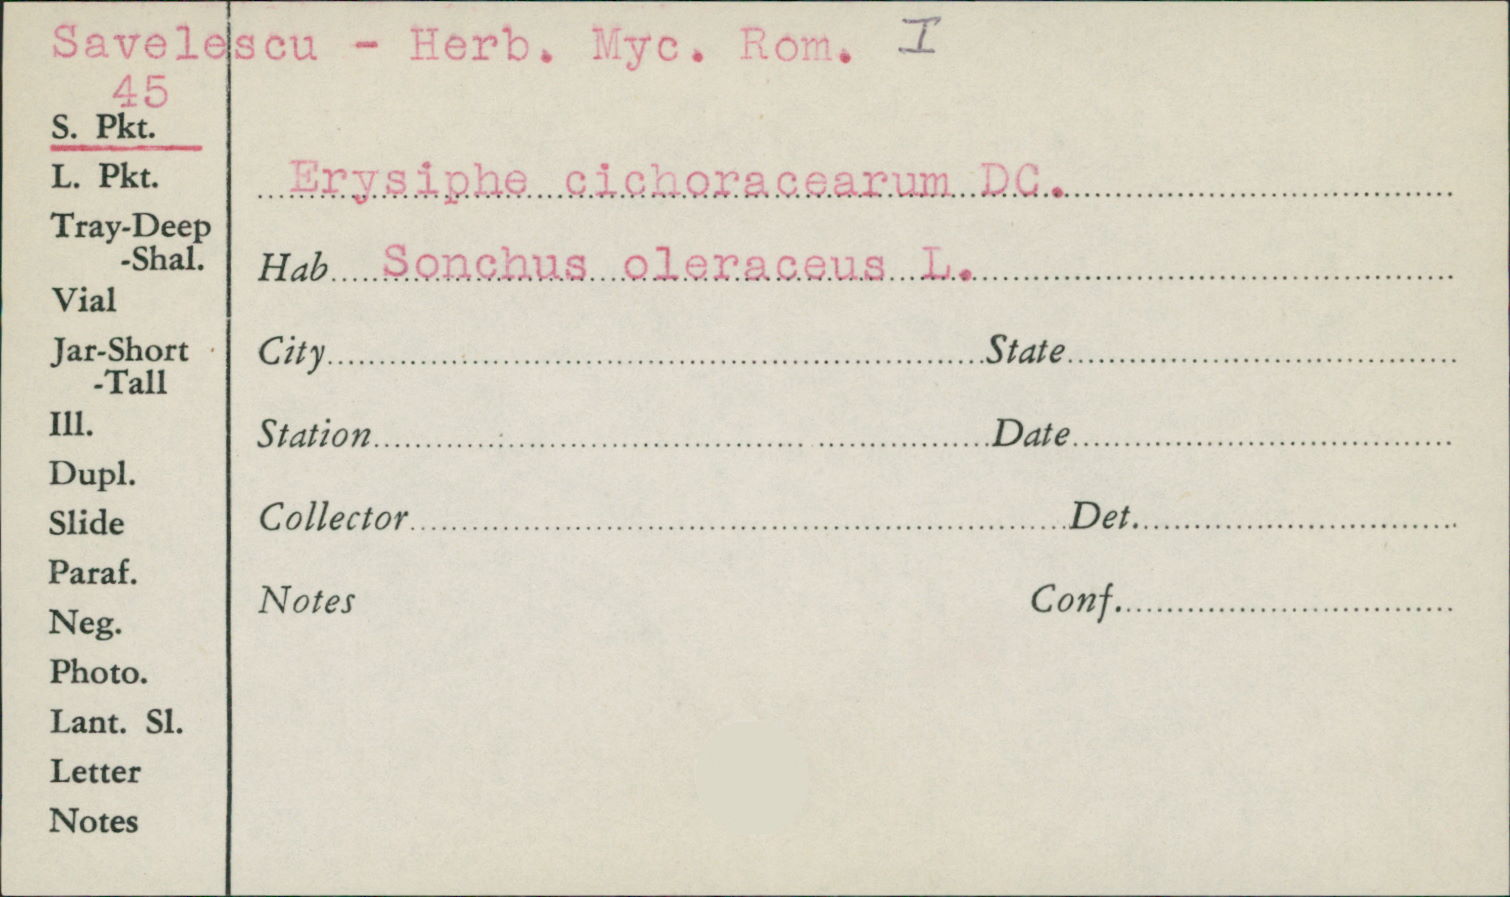 Savelescu - Herb. Myc. Rom. I
45
S. Pkt.
L. Pkt.
Tray-Deep
-Shal.
Vial
Jar-Short
-Tall
Ill.
Dupl.
Slide
Paraf.
Neg.
Photo.
Lant. Sl.
Letter
Notes
Erysiphe cichoracearum DC.
Hab Sonchus oleraceus L.
City State
Station Date
Collector Det.
Notes Conf.